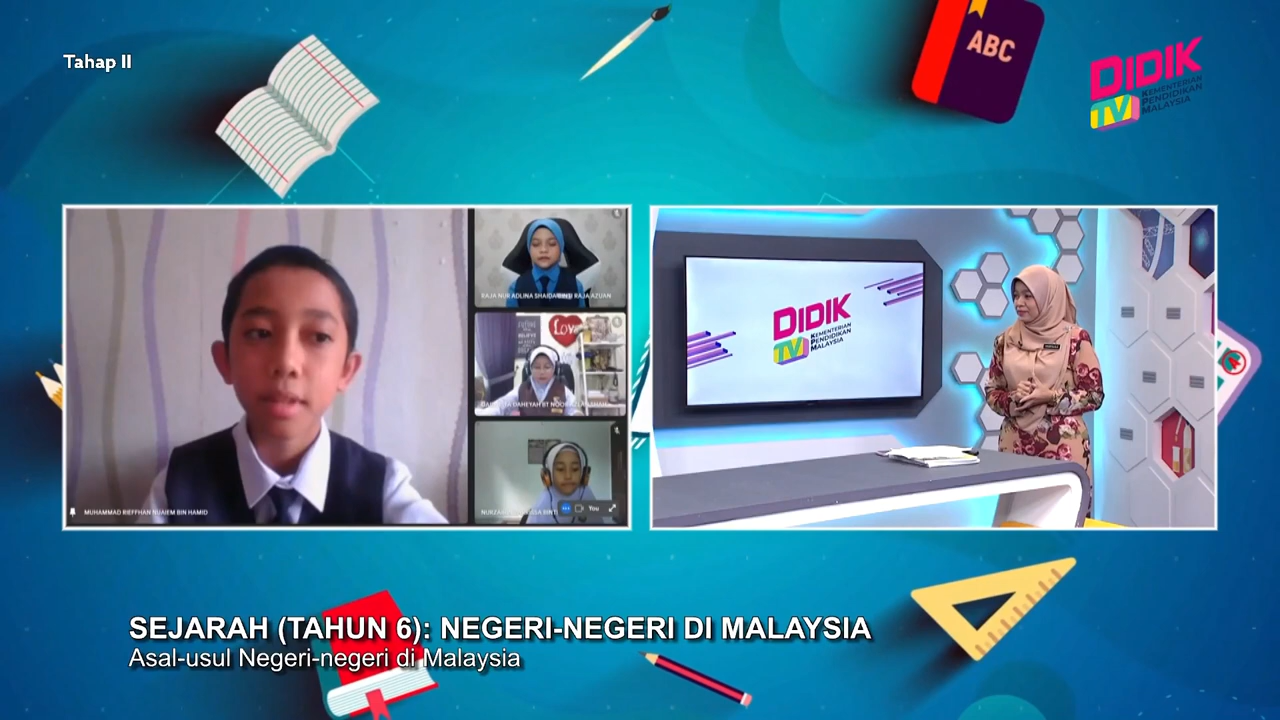 Tahap II
ABC
DIDIK
TV
KEMENTERIAN
PENDIDIKAN
MALAYSIA
RAJA NUR ADLINA SHAIDA BINTI RAJA AZUAN
LOVE
MUHAMMAD RIEFFHAN NUAIEM BIN HAMID
You
DIDIK
TV
KEMENTERIAN
PENDIDIKAN
MALAYSIA
SEJARAH (TAHUN 6): NEGERI-NEGERI DI MALAYSIA
Asal-usul Negeri-negeri di Malaysia